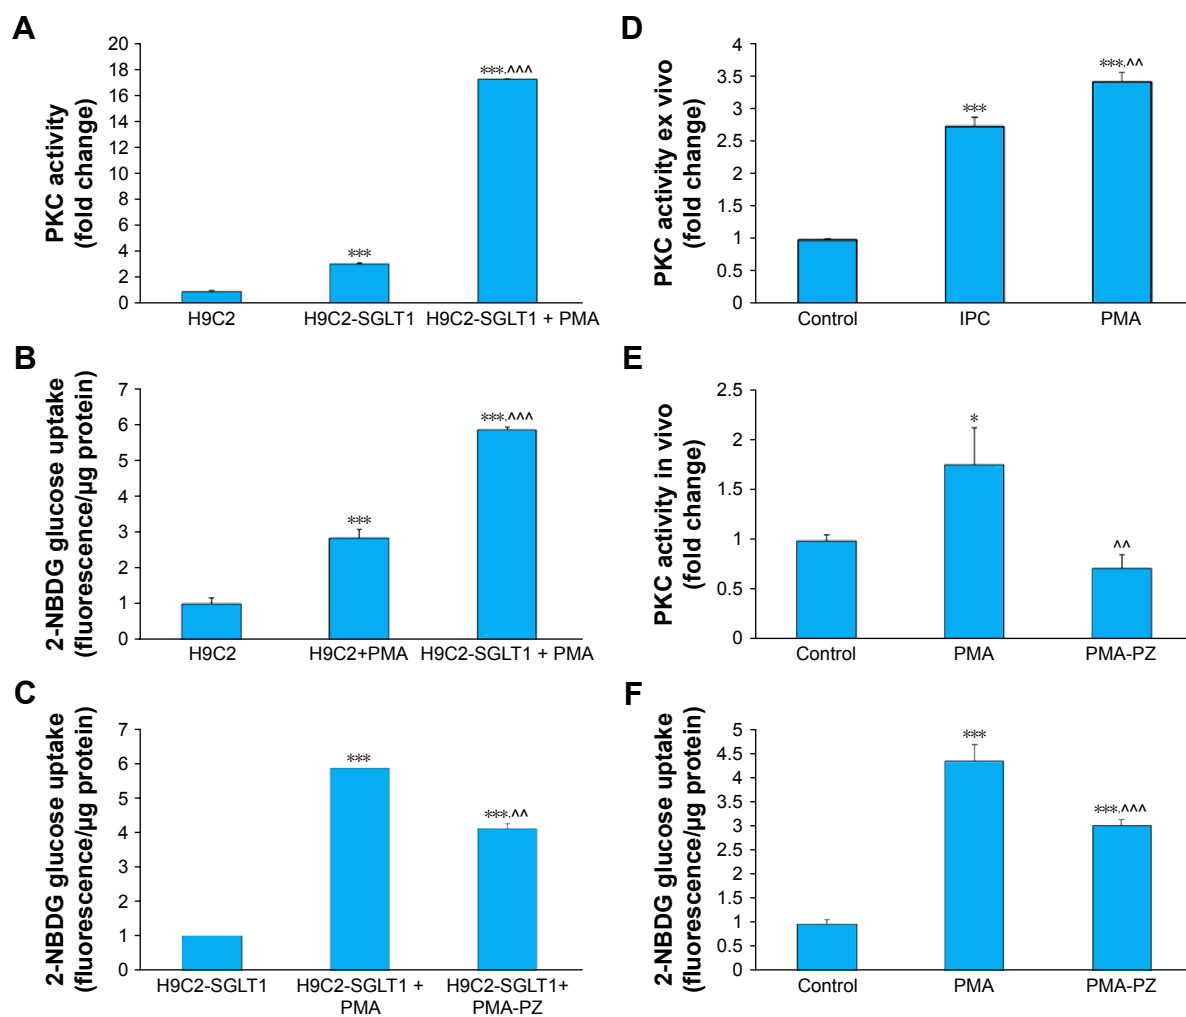 A
PKC activity
(fold change)
20
18
16
14
12
10
8
6
4
2
0
***
***,^^^
H9C2
H9C2-SGLT1
H9C2-SGLT1 + PMA
B
2-NBDG glucose uptake
(fluorescence/µg protein)
7
6
5
4
3
2
1
0
***
***,^^^
H9C2
H9C2+PMA
H9C2-SGLT1 + PMA
C
2-NBDG glucose uptake
(fluorescence/µg protein)
7
6
5
4
3
2
1
0
***
***,^^
H9C2-SGLT1
H9C2-SGLT1 +
PMA
H9C2-SGLT1+
PMA-PZ
D
PKC activity ex vivo
(fold change)
4
3.5
3
2.5
2
1.5
1
0.5
0
***
***,^^
Control
IPC
PMA
E
PKC activity in vivo
(fold change)
2.5
2
1.5
1
0.5
0
*
^^
Control
PMA
PMA-PZ
F
2-NBDG glucose uptake
(fluorescence/µg protein)
5
4.5
4
3.5
3
2.5
2
1.5
1
0.5
0
***
***,^^^
Control
PMA
PMA-PZ